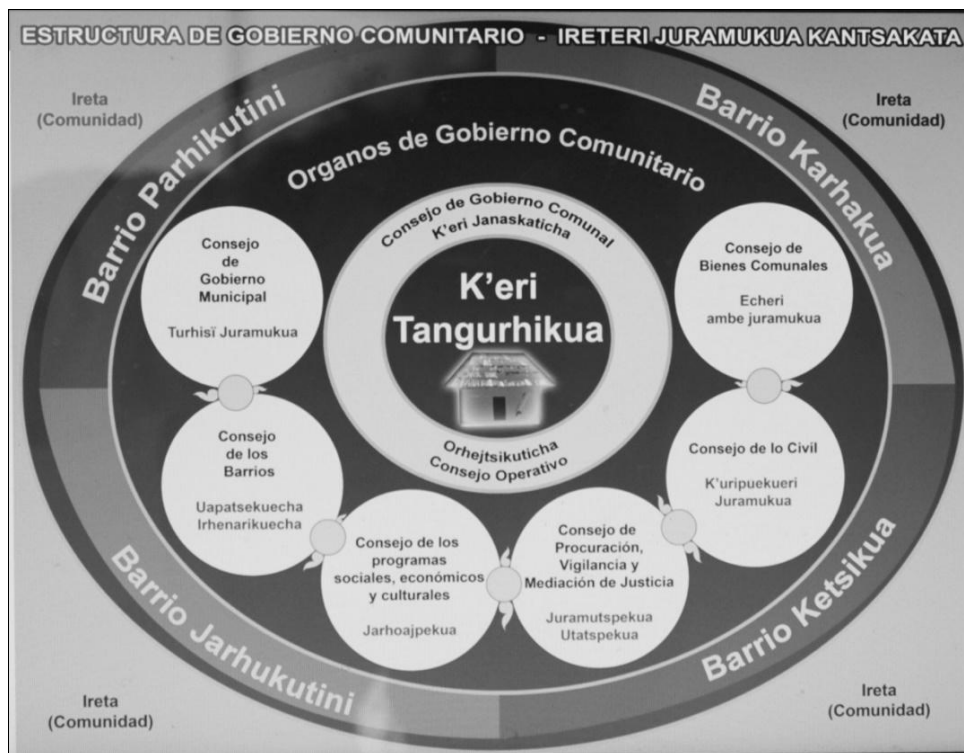 ESTRUCTURA DE GOBIERNO COMUNITARIO - IRETERI JURAMUKUA KANTSAKATA
Ireta
(Comunidad)
Ireta
(Comunidad)
Barrio Parhikutini
Barrio Karhakua
Organos de Gobierno Comunitario
Consejo de Gobierno Comunal
K'eri Janaskaticha
K'eri
Tangurhikua
Orhejtsikuticha
Consejo Operativo
Consejo
de
Gobierno
Municipal
Turhisï Juramukua
Consejo de
Bienes Comunales
Echeri
ambe juramukua
Consejo
de los
Barrios
Uapatsekuecha
Irhenarikuecha
Consejo de lo Civil
K'uripuekueri
Juramukua
Consejo de los
programas
sociales, económicos
y culturales
Jarhoajpekua
Consejo de
Procuración,
Vigilancia y
Mediación de Justicia
Juramutspekua
Utatspekua
Barrio Jarhukutini
Barrio Ketsikua
Ireta
(Comunidad)
Ireta
(Comunidad)